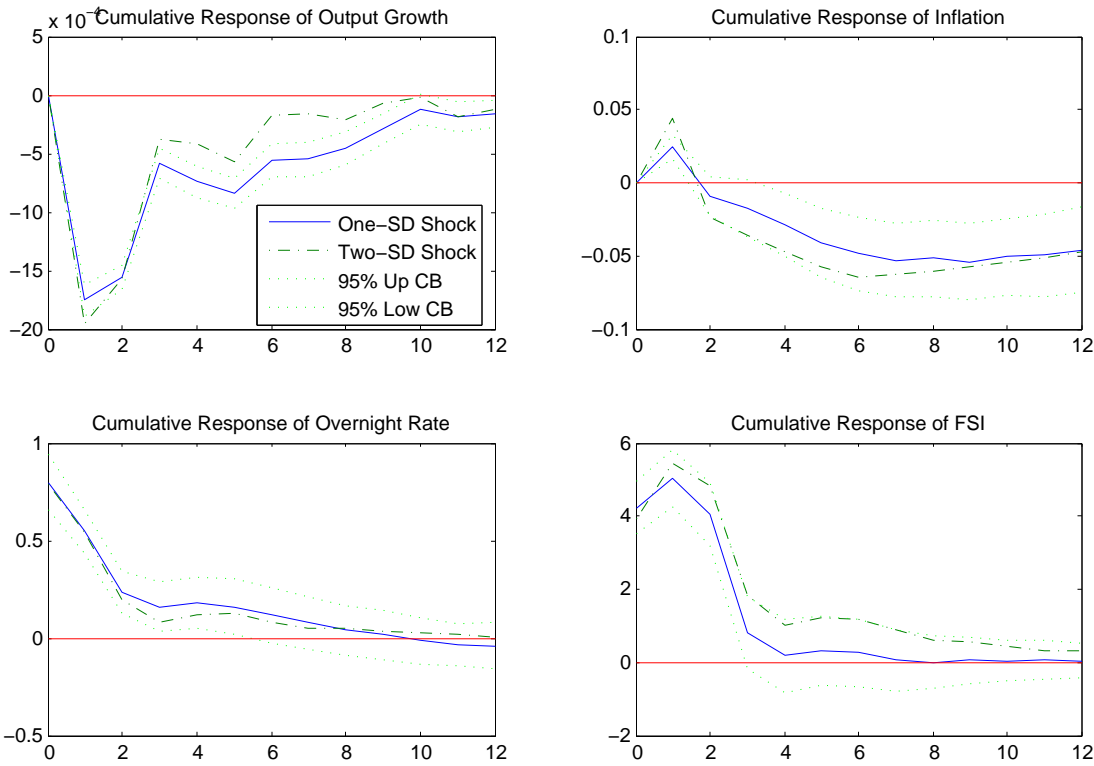 x 10⁻⁴ Cumulative Response of Output Growth
5
0
−5
−10
−15
−20
0 2 4 6 8 10 12
One−SD Shock
Two−SD Shock
95% Up CB
95% Low CB
Cumulative Response of Inflation
0.1
0.05
0
−0.05
−0.1
0 2 4 6 8 10 12
Cumulative Response of Overnight Rate
1
0.5
0
−0.5
0 2 4 6 8 10 12
Cumulative Response of FSI
6
4
2
0
−2
0 2 4 6 8 10 12